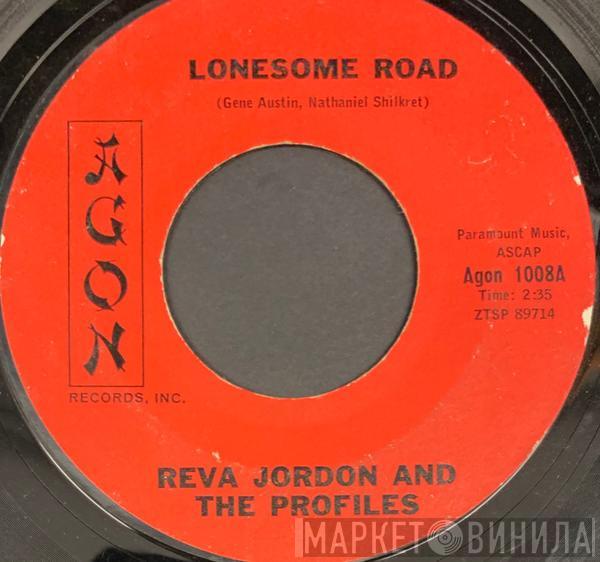 LONESOME ROAD
(Gene Austin, Nathaniel Shilkret)
AGON
RECORDS, INC.
Paramount Music,
ASCAP
Agon 1008A
Time: 2:35
ZTSP 89714
REVA JORDON AND
THE PROFILES
МАРКЕТ ВИНИЛА